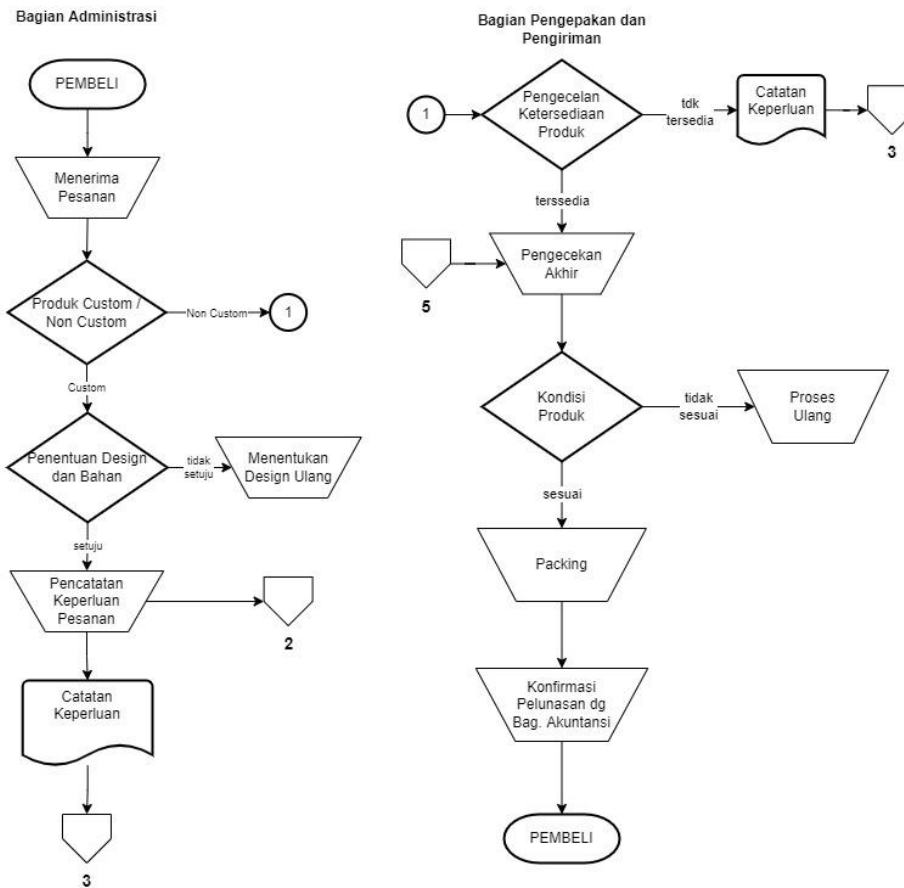 Bagian Administrasi
PEMBELI
Menerima
Pesanan
Produk Custom /
Non Custom
Non Custom
1
Custom
Penentuan Design
dan Bahan
tidak
setuju
Menentukan
Design Ulang
setuju
Pencatatan
Keperluan
Pesanan
2
Catatan
Keperluan
3
Bagian Pengepakan dan
Pengiriman
1
Pengecelan
Ketersediaan
Produk
tdk
tersedia
Catatan
Keperluan
3
terssedia
5
Pengecekan
Akhir
Kondisi
Produk
tidak
sesuai
Proses
Ulang
sesuai
Packing
Konfirmasi
Pelunasan dg
Bag. Akuntansi
PEMBELI